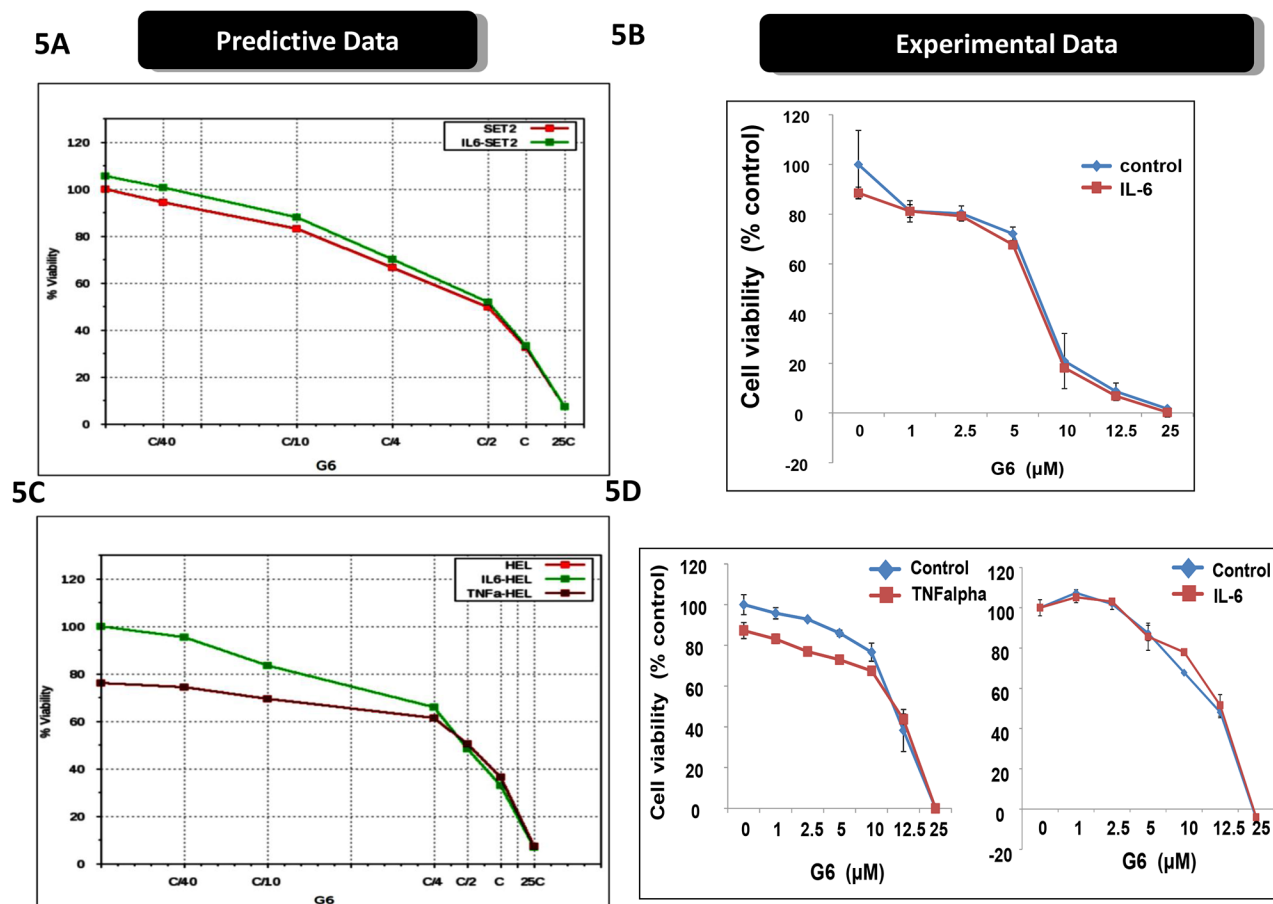 5A
Predictive Data
5B
Experimental Data
SET2
IL6-SET2
120
100
80
60
40
20
0
% Viability
C/40
C/10
C/4
C/2
C
25C
G6
120
100
80
60
40
20
0
-20
Cell viability (% control)
control
IL-6
0
1
2.5
5
10
12.5
25
G6 (µM)
5C
HEL
IL6-HEL
TNFa-HEL
120
100
80
60
40
20
0
% Viability
C/40
C/10
C/4
C/2
C
25C
G6
5D
Control
TNFalpha
120
100
80
60
40
20
0
Cell viability (% control)
0
1
2.5
5
10
12.5
25
G6 (µM)
Control
IL-6
120
100
80
60
40
20
0
-20
0
1
2.5
5
10
12.5
25
G6 (µM)